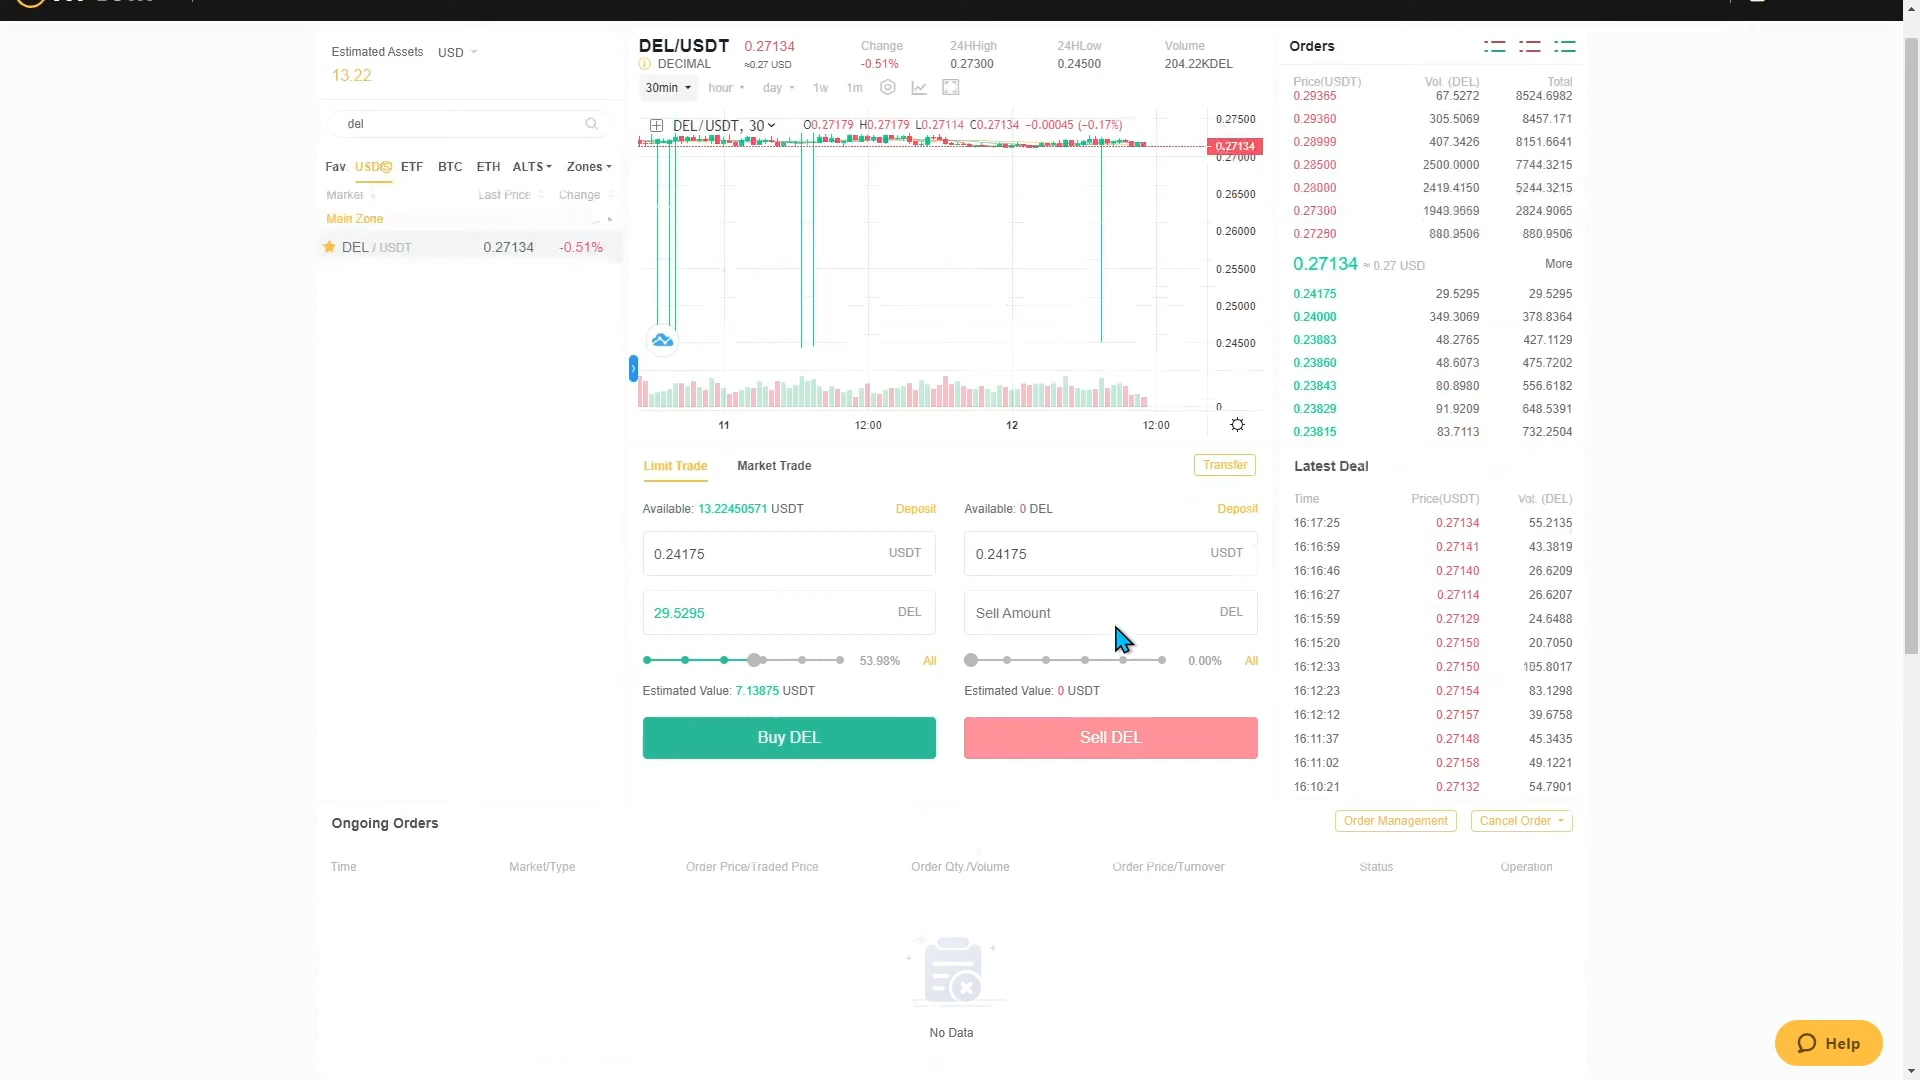 Estimated Assets USD
13.22
del
Fav USDⓈ ETF BTC ETH ALTS Zones
Market Last Price Change
Main Zone
DEL / USDT 0.27134 -0.51%
DEL/USDT 0.27134
DECIMAL ≈0.27 USD
Change 24HHigh 24HLow Volume
-0.51% 0.27300 0.24500 204.22KDEL
30min hour day 1w 1m
DEL/USDT, 30 O0.27179 H0.27179 L0.27114 C0.27134 −0.00045 (−0.17%)
0.27500
0.27134
0.27000
0.26500
0.26000
0.25500
0.25000
0.24500
0
11 12:00 12 12:00
Limit Trade Market Trade Transfer
Available: 13.22450571 USDT Deposit
0.24175 USDT
29.5295 DEL
53.98% All
Estimated Value: 7.13875 USDT
Buy DEL
Available: 0 DEL Deposit
0.24175 USDT
Sell Amount DEL
0.00% All
Estimated Value: 0 USDT
Sell DEL
Orders
Price(USDT) Vol. (DEL) Total
0.29365 67.5272 8524.6982
0.29360 305.5069 8457.171
0.28999 407.3426 8151.6641
0.28500 2500.0000 7744.3215
0.28000 2419.4150 5244.3215
0.27300 1943.9559 2824.9065
0.27290 880.9506 880.9506
0.27134 ≈ 0.27 USD More
0.24175 29.5295 29.5295
0.24000 349.3069 378.8364
0.23883 48.2765 427.1129
0.23860 48.6073 475.7202
0.23843 80.8980 556.6182
0.23829 91.9209 648.5391
0.23815 83.7113 732.2504
Latest Deal
Time Price(USDT) Vol. (DEL)
16:17:25 0.27134 55.2135
16:16:59 0.27141 43.3819
16:16:46 0.27140 26.6209
16:16:27 0.27114 26.6207
16:15:59 0.27129 24.6488
16:15:20 0.27150 20.7050
16:12:33 0.27150 105.8017
16:12:23 0.27154 83.1298
16:12:12 0.27157 39.6758
16:11:37 0.27148 45.3435
16:11:02 0.27158 49.1221
16:10:21 0.27132 54.7901
Ongoing Orders Order Management Cancel Order
Time Market/Type Order Price/Traded Price Order Qty./Volume Order Price/Turnover Status Operation
No Data
Help